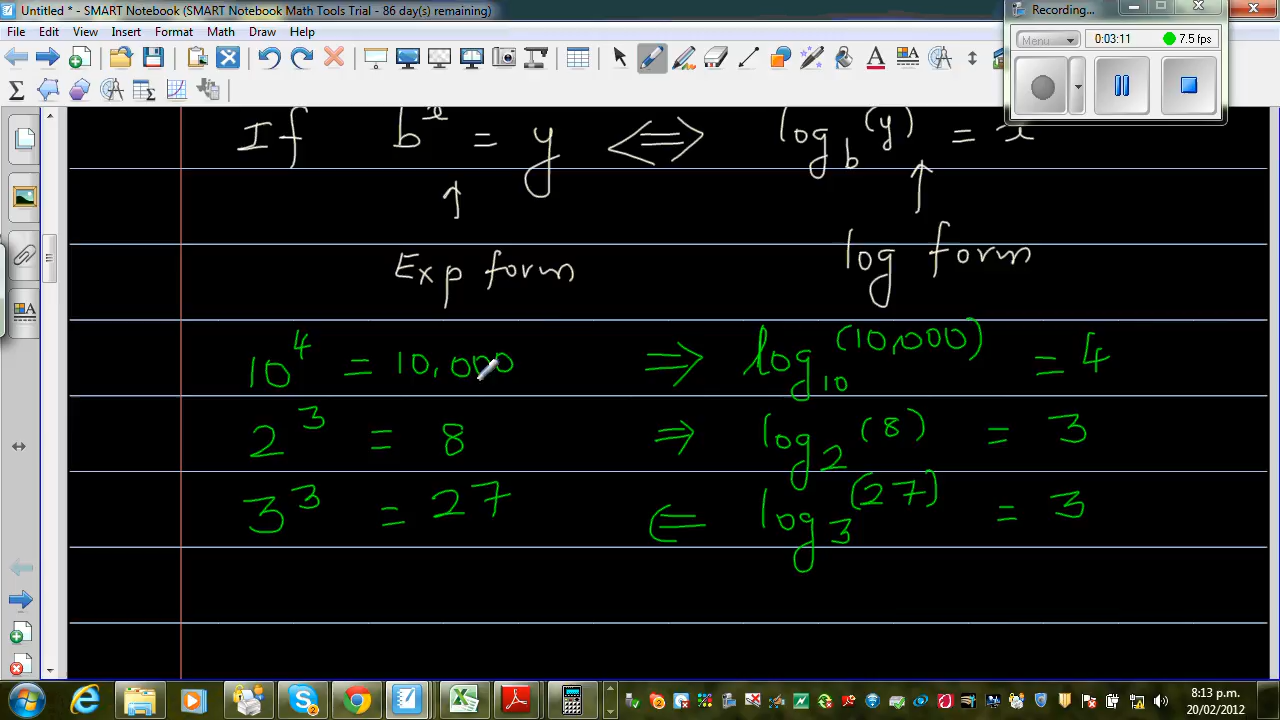 Untitled * - SMART Notebook (SMART Notebook Math Tools Trial - 86 day(s) remaining)
Recording...
File Edit View Insert Format Math Tools Draw Help
Menu
0:03:11
7.5 fps
If b^x = y ⇔ log_b (y) = x
↑ ↑
Exp form log form
10^4 = 10,000 ⇒ log_10 (10,000) = 4
2^3 = 8 ⇒ log_2 (8) = 3
3^3 = 27 ⇐ log_3 (27) = 3
8:13 p.m.
20/02/2012